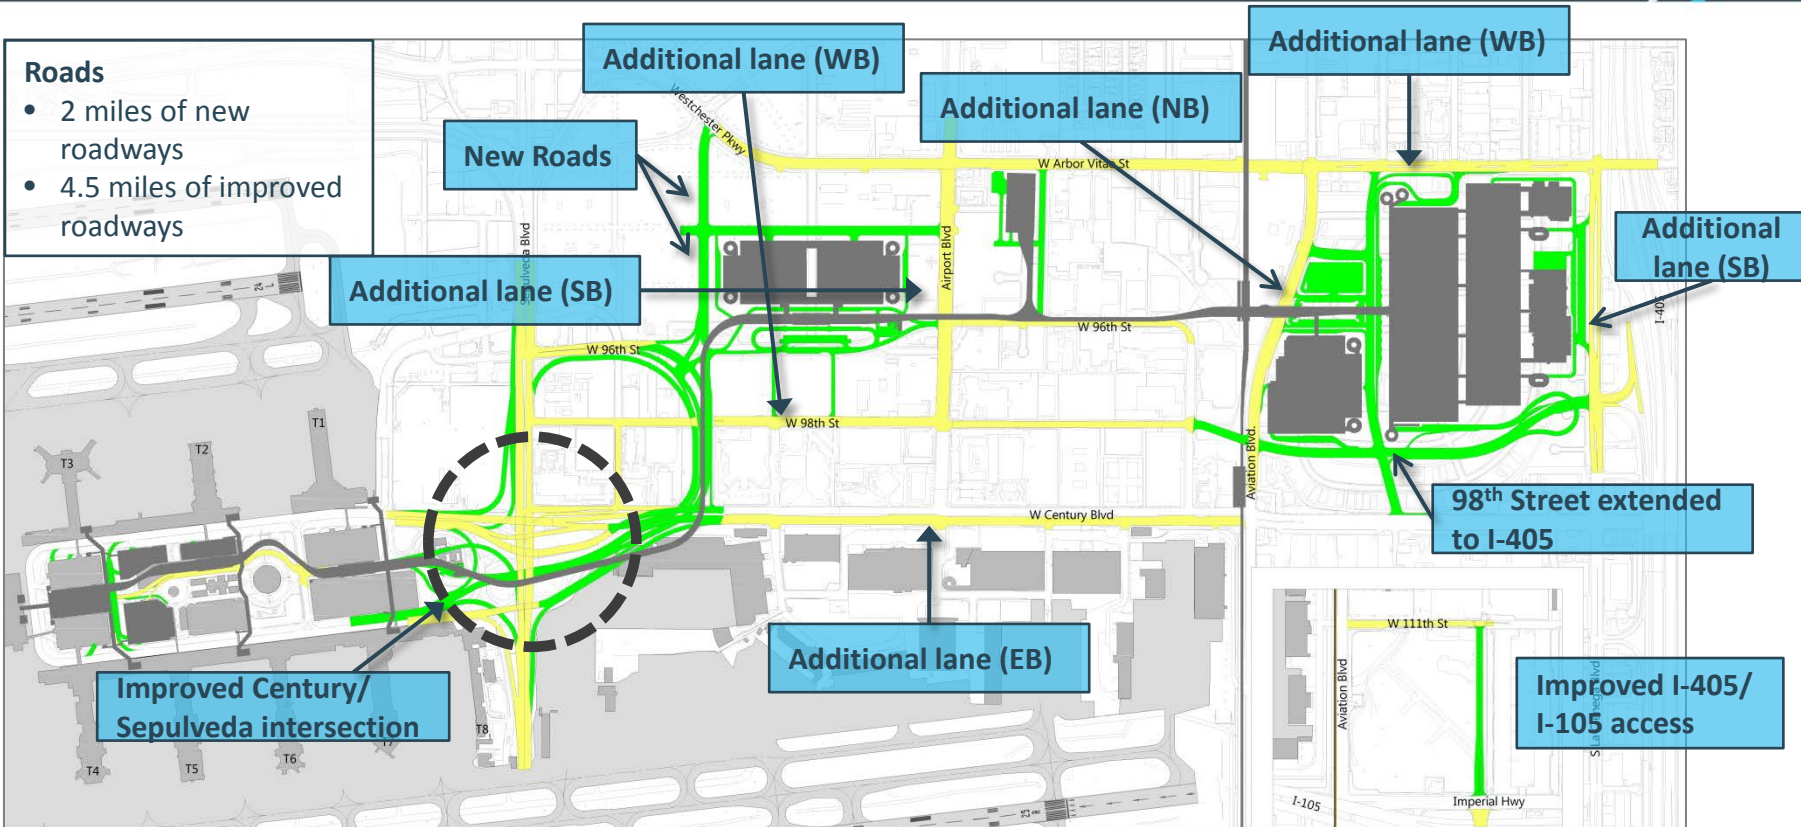 Roads
• 2 miles of new
roadways
• 4.5 miles of improved
roadways
Additional lane (WB)
Additional lane (WB)
Additional lane (NB)
New Roads
Additional lane (SB)
Additional
lane (SB)
Westchester Pkwy
W Arbor Vitae St
Sepulveda Blvd
Airport Blvd
I-405
W 96th St
W 96th St
W 98th St
Aviation Blvd.
W Century Blvd
98th Street extended
to I-405
T1
T2
T3
Additional lane (EB)
Improved Century/
Sepulveda intersection
T4
T5
T6
T7
T8
W 111th St
Aviation Blvd
Improved I-405/
I-105 access
I-105
Imperial Hwy